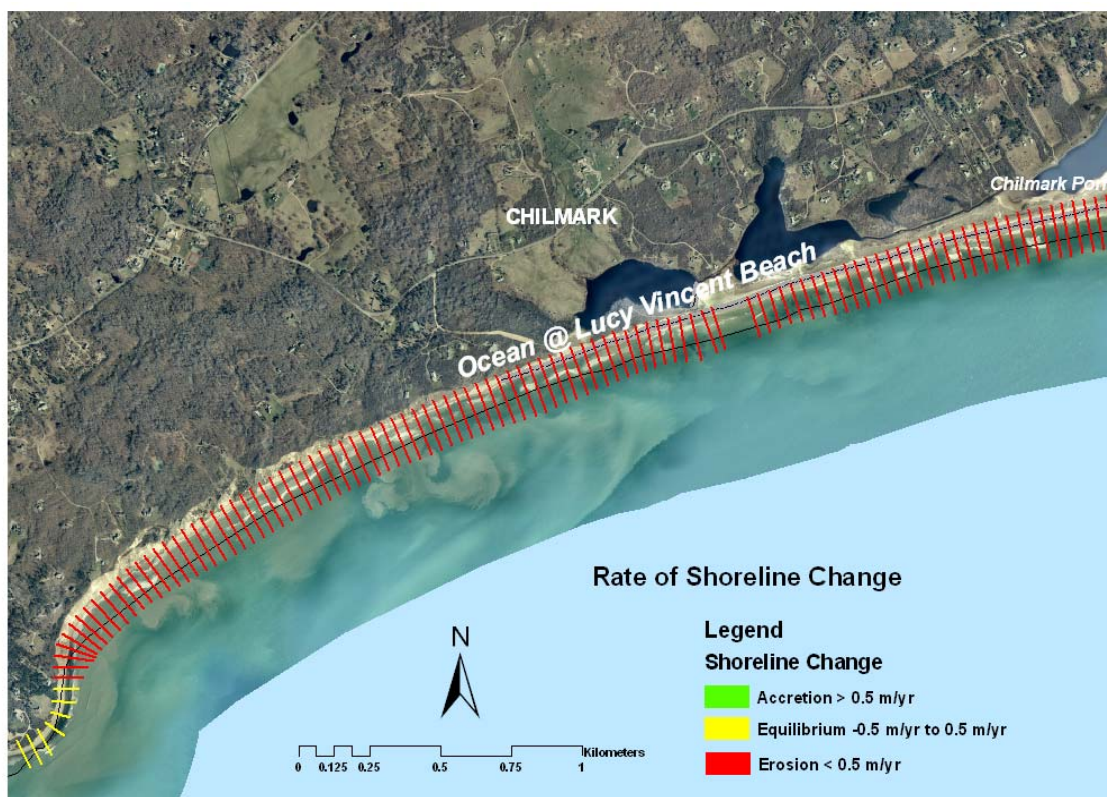 Chilmark Pon
CHILMARK
Ocean @ Lucy Vincent Beach
Rate of Shoreline Change
N
Legend
Shoreline Change
Accretion > 0.5 m/yr
Equilibrium -0.5 m/yr to 0.5 m/yr
Erosion < 0.5 m/yr
Kilometers
0 0.125 0.25 0.5 0.75 1